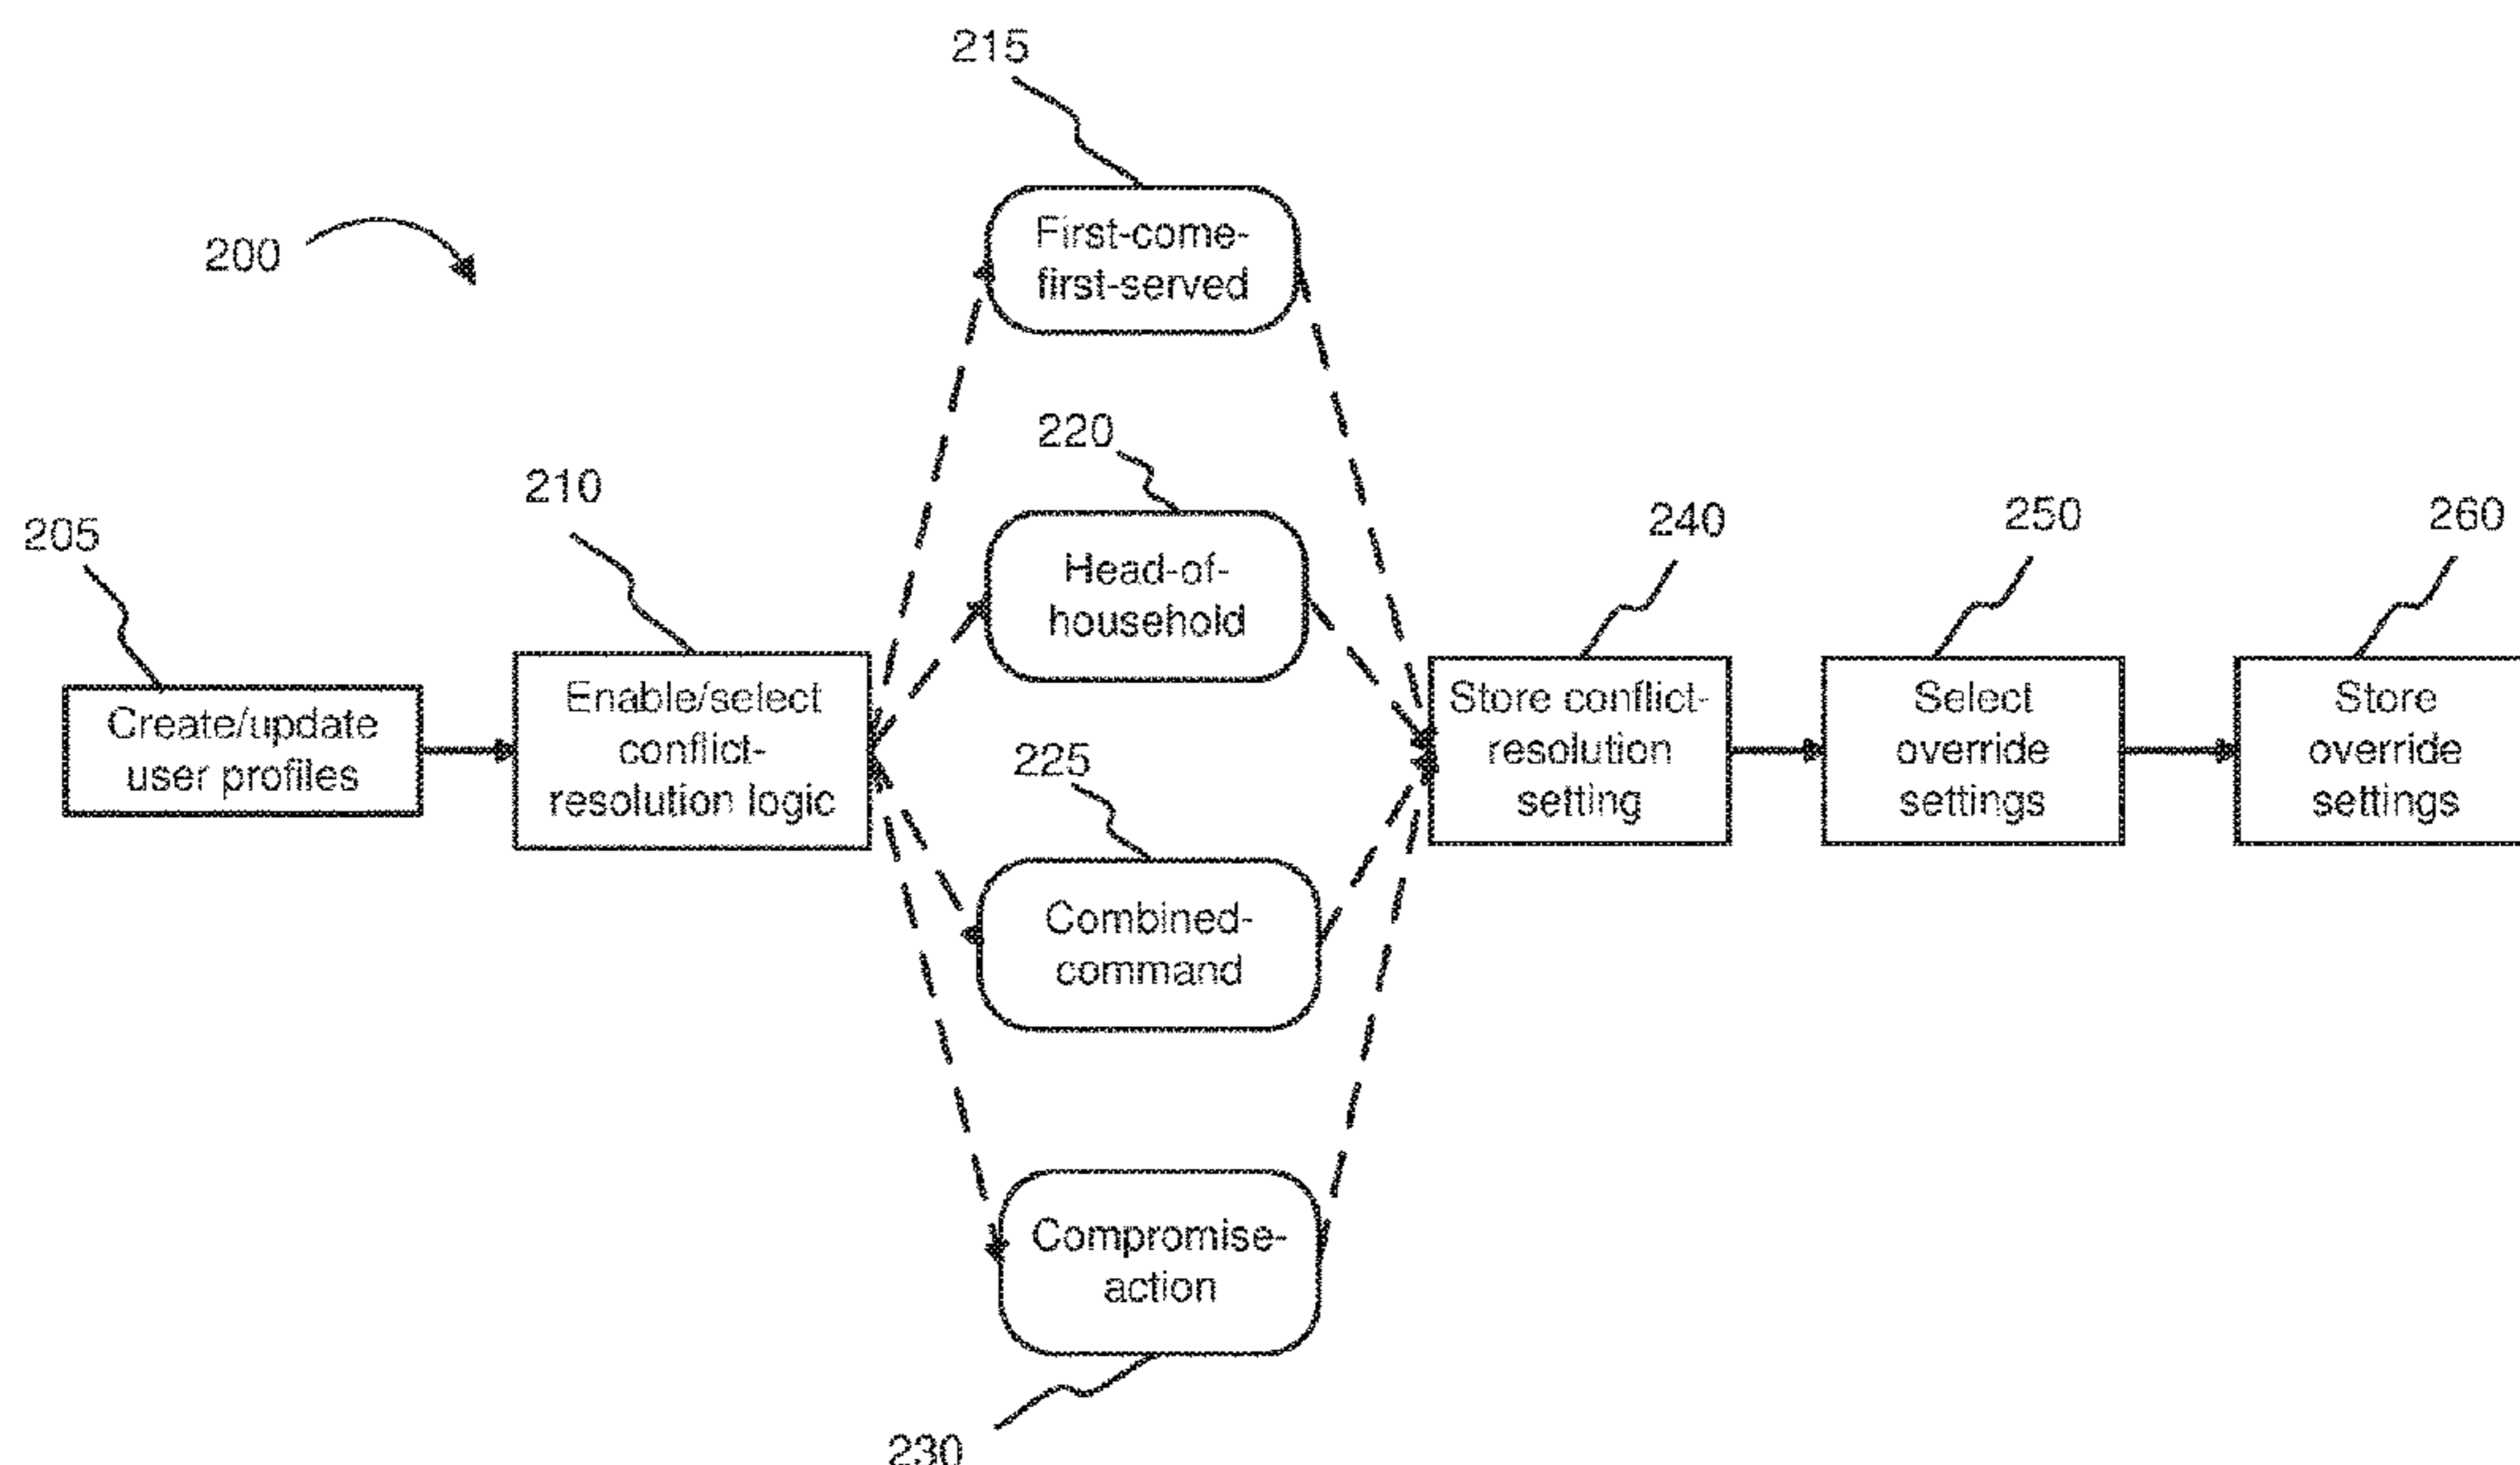 215
200
First-come-
first-served
220
210
Head-of-
household
205
240
250
260
Create/update
user profiles
Enable/select
conflict-
resolution logic
225
Store conflict-
resolution
setting
Select
override
settings
Store
override
settings
Combined-
command
Compromise-
action
230